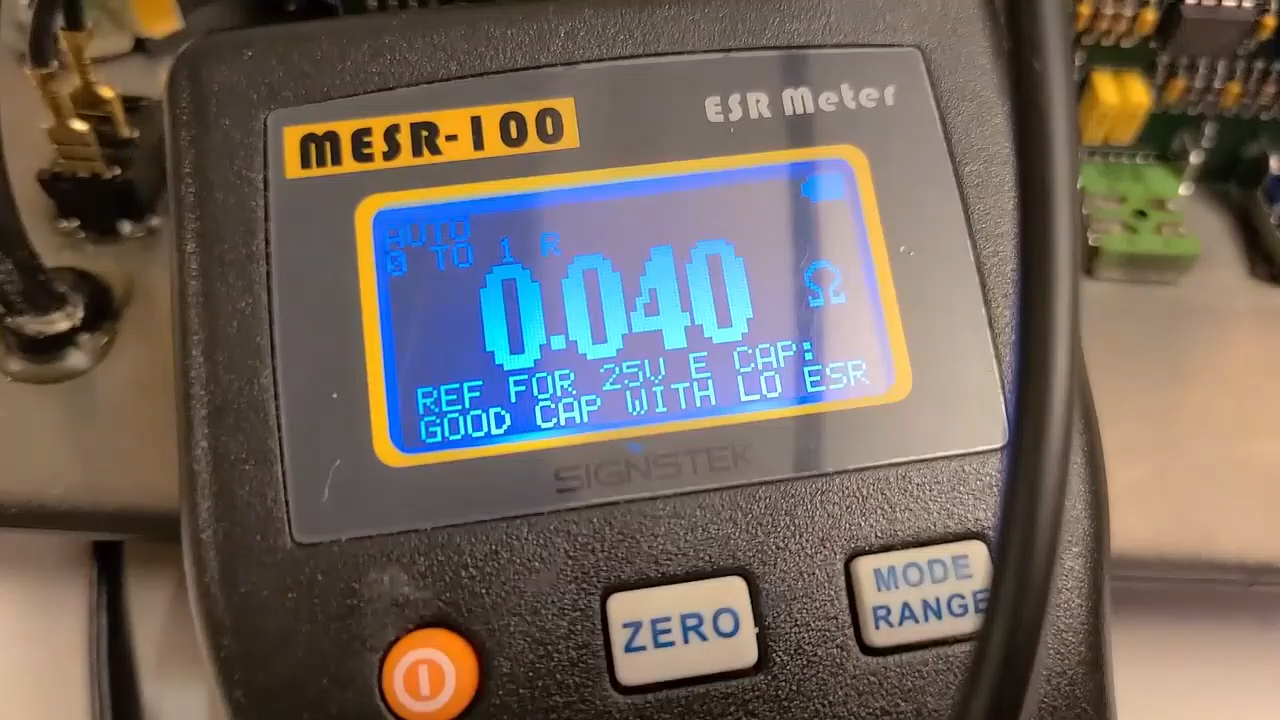 MESR-100
ESR Meter
AUTO
0 TO 1 R
0.040 Ω
REF FOR 25V E CAP:
GOOD CAP WITH LO ESR
SIGNSTEK
ZERO
MODE
RANGE